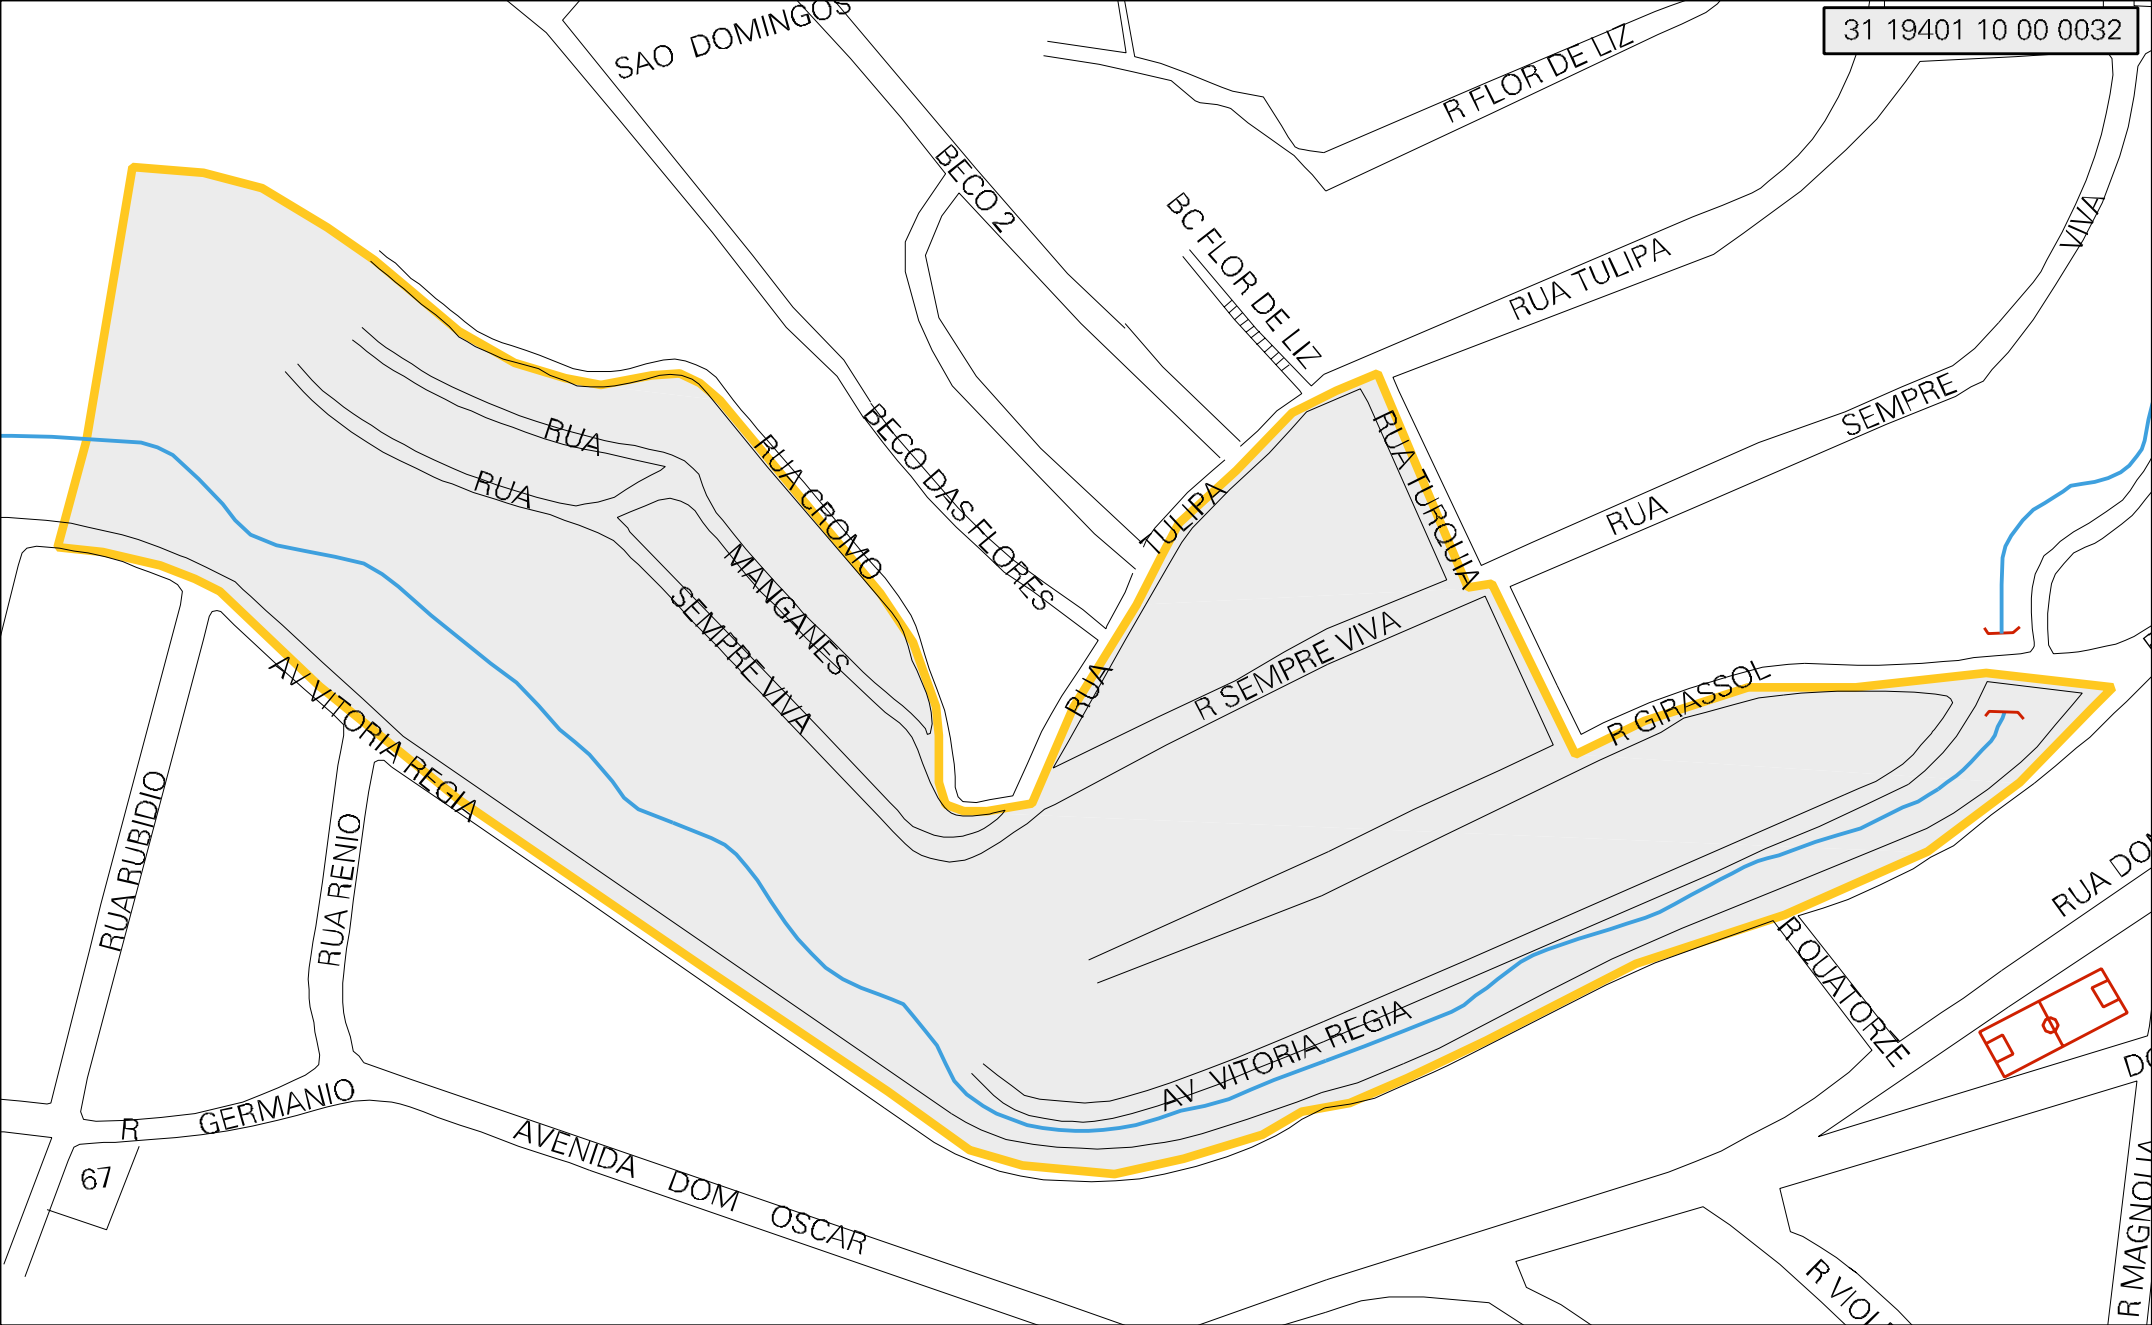 31 19401 10 00 0032
SAO DOMINGOS
R FLOR DE LIZ
BECO 2
BC FLOR DE LIZ
VIVA
RUA TULIPA
SEMPRE
RUA
RUA CROMO
BECO DAS FLORES
TULIPA
RUA
RUA TURQUIA
RUA
RUA
MANGANES
SEMPRE VIVA
R SEMPRE VIVA
R GIRASSOL
AV VITORIA REGIA
RUA RUBIDIO
RUA RENIO
R QUATORZE
RUA
AV VITORIA REGIA
R GERMANIO
67
AVENIDA DOM OSCAR
R MAGNOLIA
R